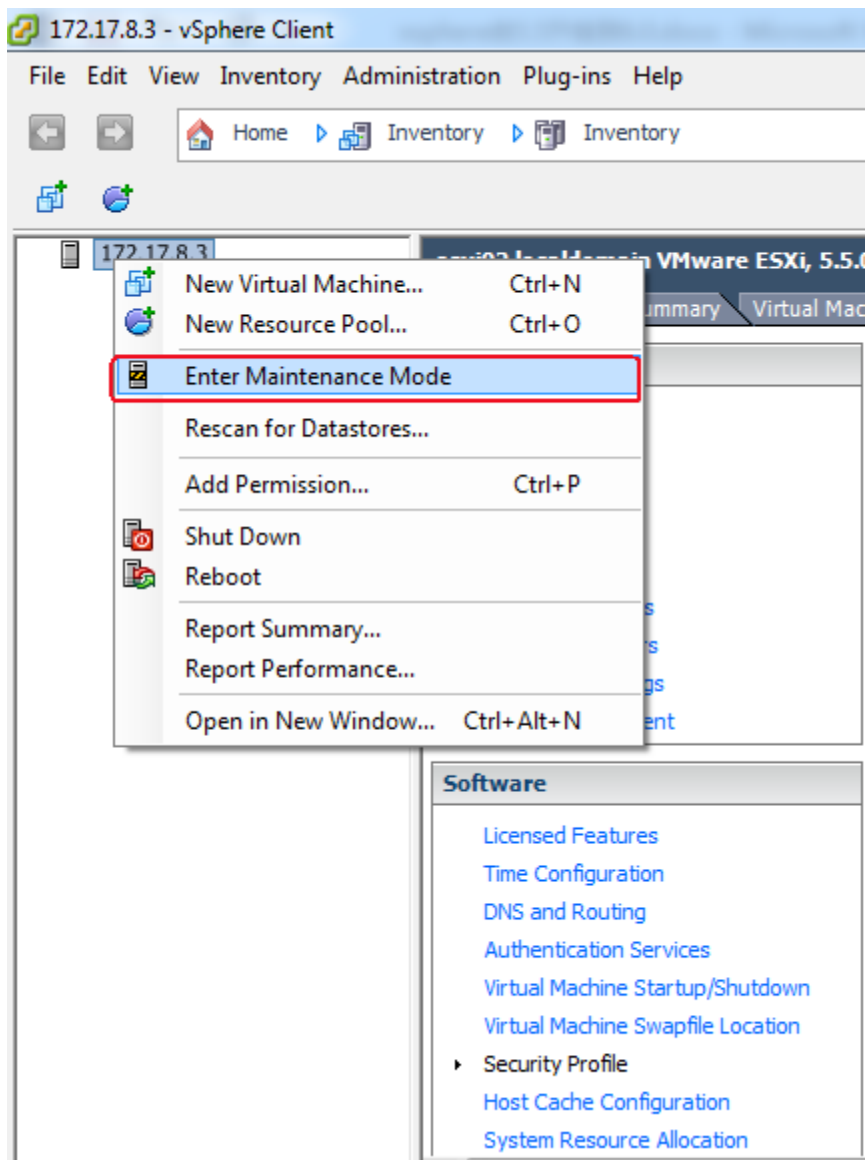 172.17.8.3 - vSphere Client
File Edit View Inventory Administration Plug-ins Help
Home Inventory Inventory
172.17.8.3
VMware ESXi, 5.5.0
ummary Virtual Mac
New Virtual Machine... Ctrl+N
New Resource Pool... Ctrl+O
Enter Maintenance Mode
Rescan for Datastores...
Add Permission... Ctrl+P
Shut Down
Reboot
s
rs
Report Summary...
Report Performance...
gs
Open in New Window... Ctrl+Alt+N
ent
Software
Licensed Features
Time Configuration
DNS and Routing
Authentication Services
Virtual Machine Startup/Shutdown
Virtual Machine Swapfile Location
Security Profile
Host Cache Configuration
System Resource Allocation